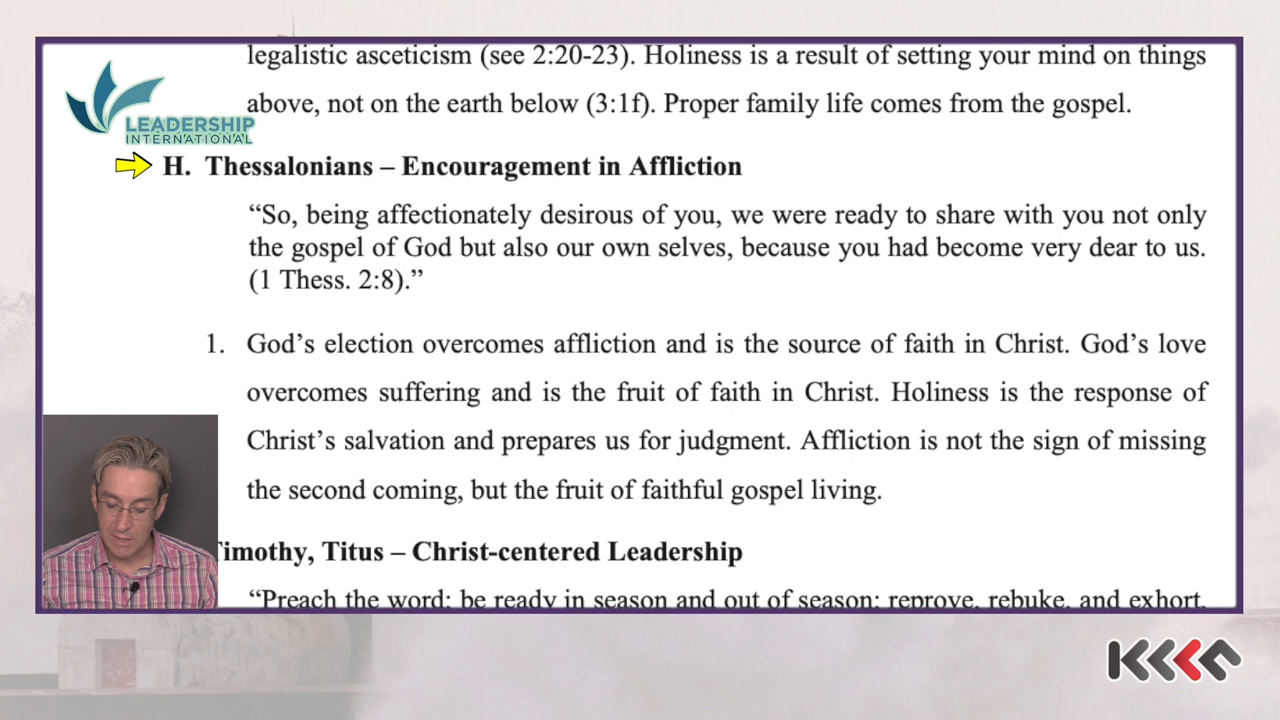 legalistic asceticism (see 2:20-23). Holiness is a result of setting your mind on things
above, not on the earth below (3:1f). Proper family life comes from the gospel.
LEADERSHIP
INTERNATIONAL
H. Thessalonians – Encouragement in Affliction
“So, being affectionately desirous of you, we were ready to share with you not only
the gospel of God but also our own selves, because you had become very dear to us.
(1 Thess. 2:8).”
1. God’s election overcomes affliction and is the source of faith in Christ. God’s love
overcomes suffering and is the fruit of faith in Christ. Holiness is the response of
Christ’s salvation and prepares us for judgment. Affliction is not the sign of missing
the second coming, but the fruit of faithful gospel living.
Timothy, Titus – Christ-centered Leadership
“Preach the word; be ready in season and out of season; reprove, rebuke, and exhort,